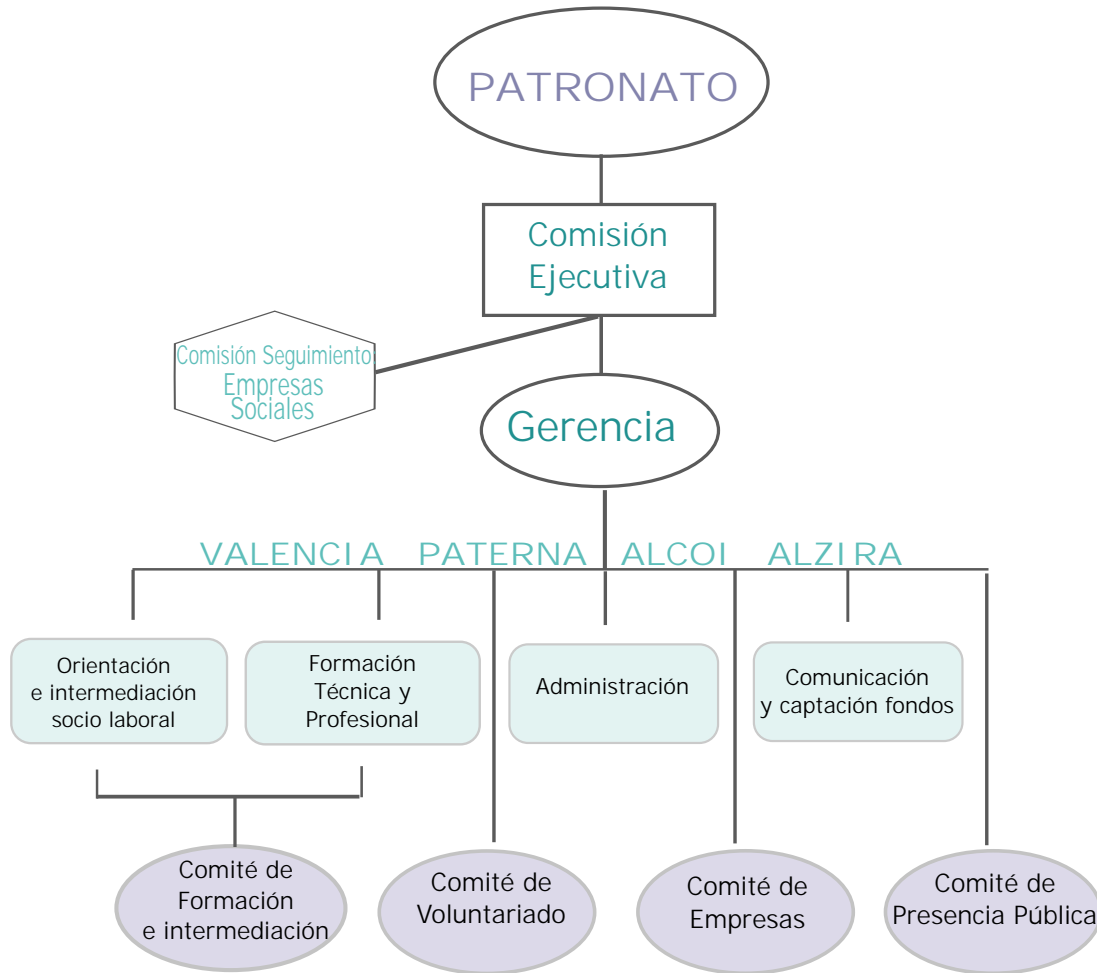 PATRONATO
Comisión
Ejecutiva
Comisión Seguimiento
Empresas
Sociales
Gerencia
VALENCIA PATERNA ALCOI ALZIRA
Orientación
e intermediación
socio laboral
Formación
Técnica y
Profesional
Administración
Comunicación
y captación fondos
Comité de
Formación
e intermediación
Comité de
Voluntariado
Comité de
Empresas
Comité de
Presencia Pública